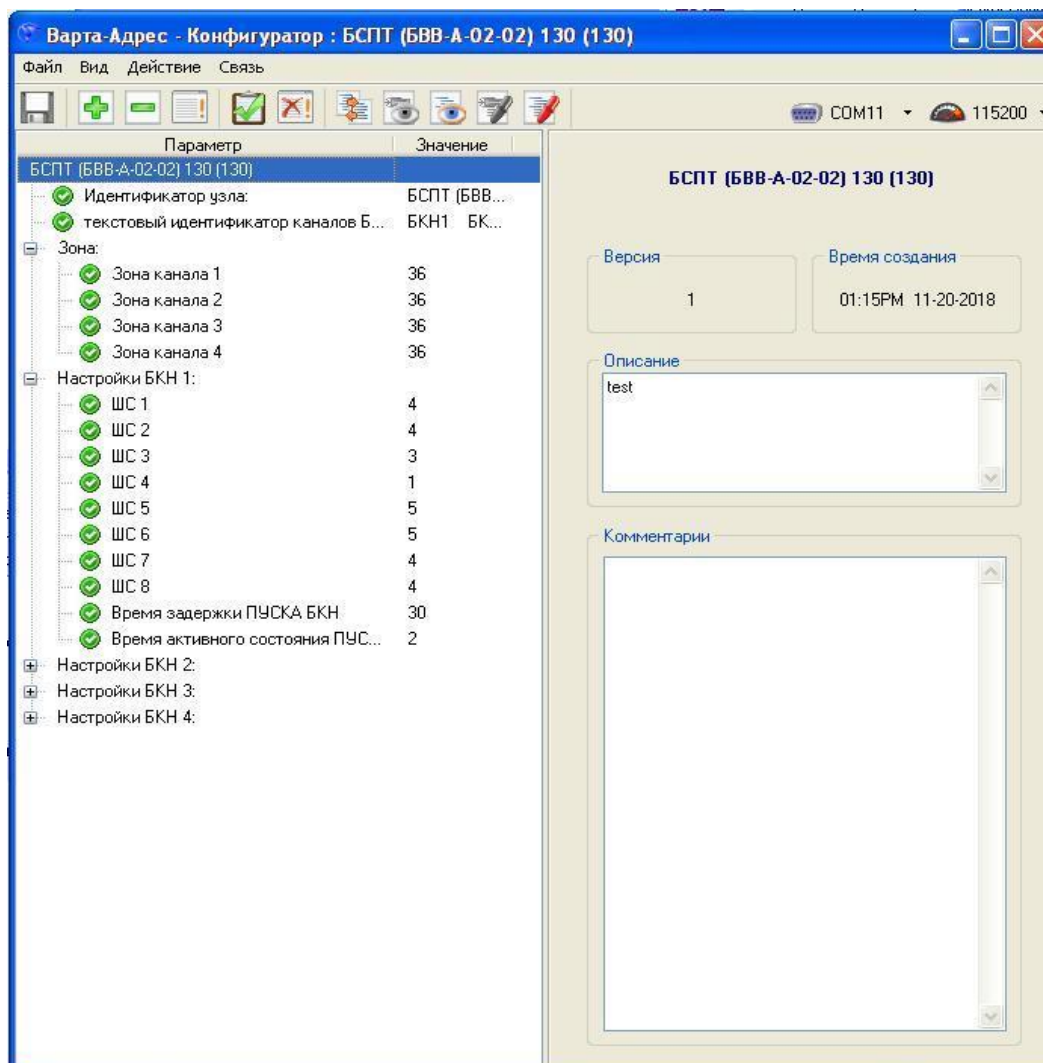 Варта-Адрес - Конфигуратор : БСПТ (БВВ-А-02-02) 130 (130)
Файл Вид Действие Связь
COM11 115200
Параметр Значение
БСПТ (БВВ-А-02-02) 130 (130)
Идентификатор узла: БСПТ (БВВ...
текстовый идентификатор каналов Б... БКН1 БК...
Зона:
Зона канала 1 36
Зона канала 2 36
Зона канала 3 36
Зона канала 4 36
Настройки БКН 1:
ШС 1 4
ШС 2 4
ШС 3 3
ШС 4 1
ШС 5 5
ШС 6 5
ШС 7 4
ШС 8 4
Время задержки ПУСКА БКН 30
Время активного состояния ПУС... 2
Настройки БКН 2:
Настройки БКН 3:
Настройки БКН 4:
БСПТ (БВВ-А-02-02) 130 (130)
Версия
1
Время создания
01:15PM 11-20-2018
Описание
test
Комментарии